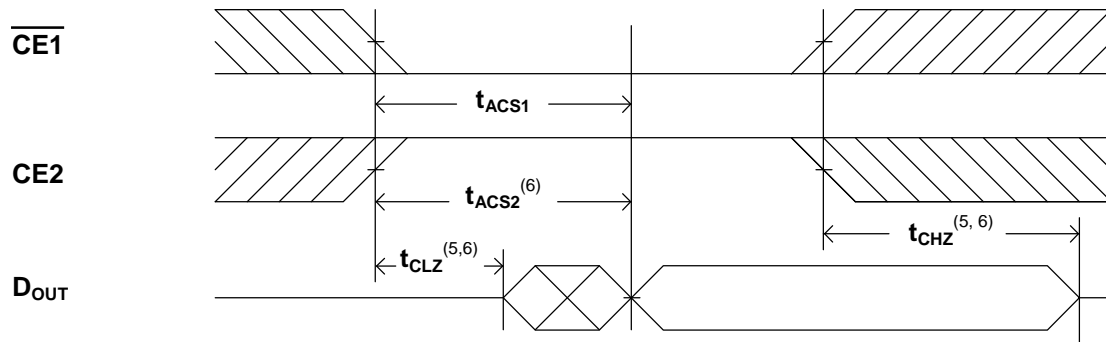 CE1
tACS1
CE2
tACS2(6)
tCHZ(5, 6)
tCLZ(5,6)
DOUT